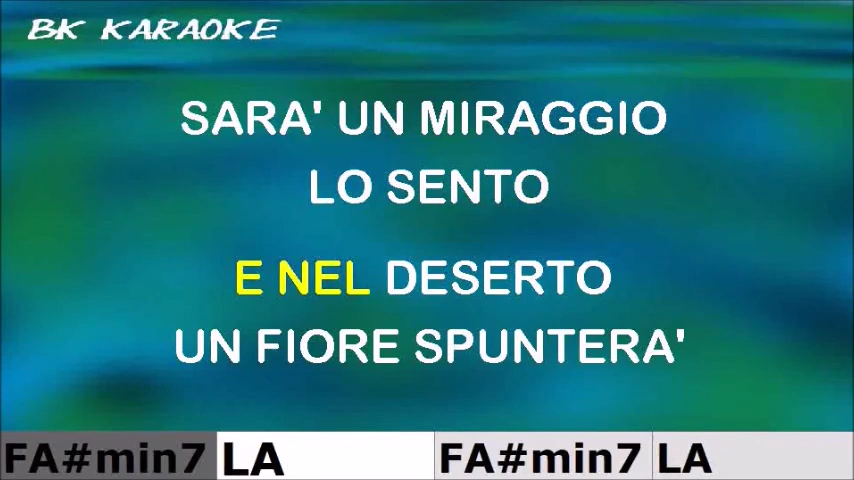 BK KARAOKE
SARA' UN MIRAGGIO
LO SENTO
E NEL DESERTO
UN FIORE SPUNTERA'
FA#min7 LA FA#min7 LA